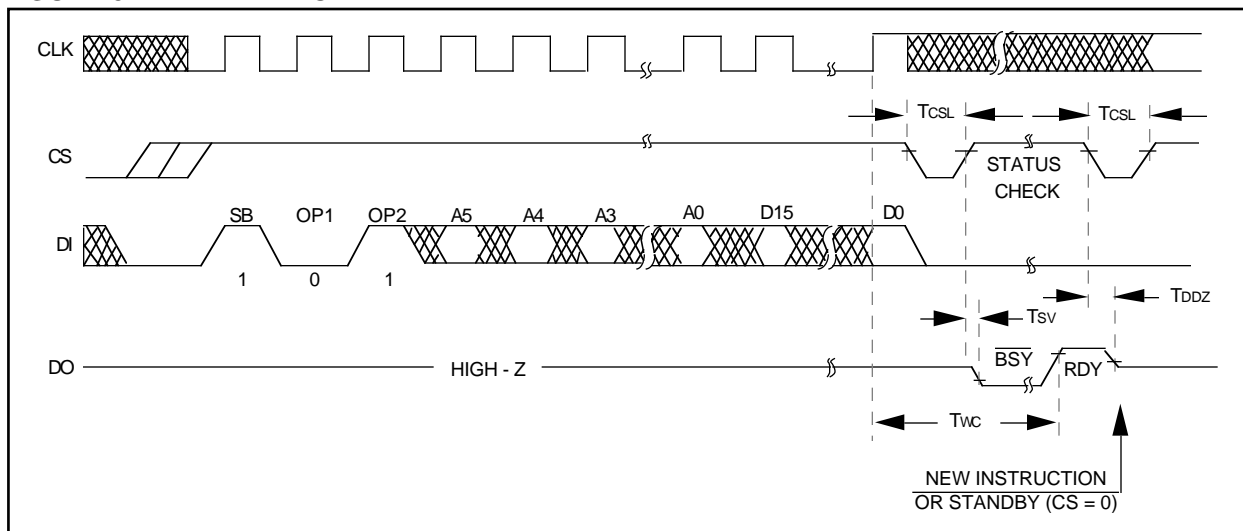 CLK
TCSL
TCSL
CS
STATUS
CHECK
SB OP1 OP2 A5 A4 A3 A0 D15 D0
DI
1 0 1
TDDZ
TSV
BSY
DO
HIGH - Z
RDY
TWC
NEW INSTRUCTION
OR STANDBY (CS = 0)